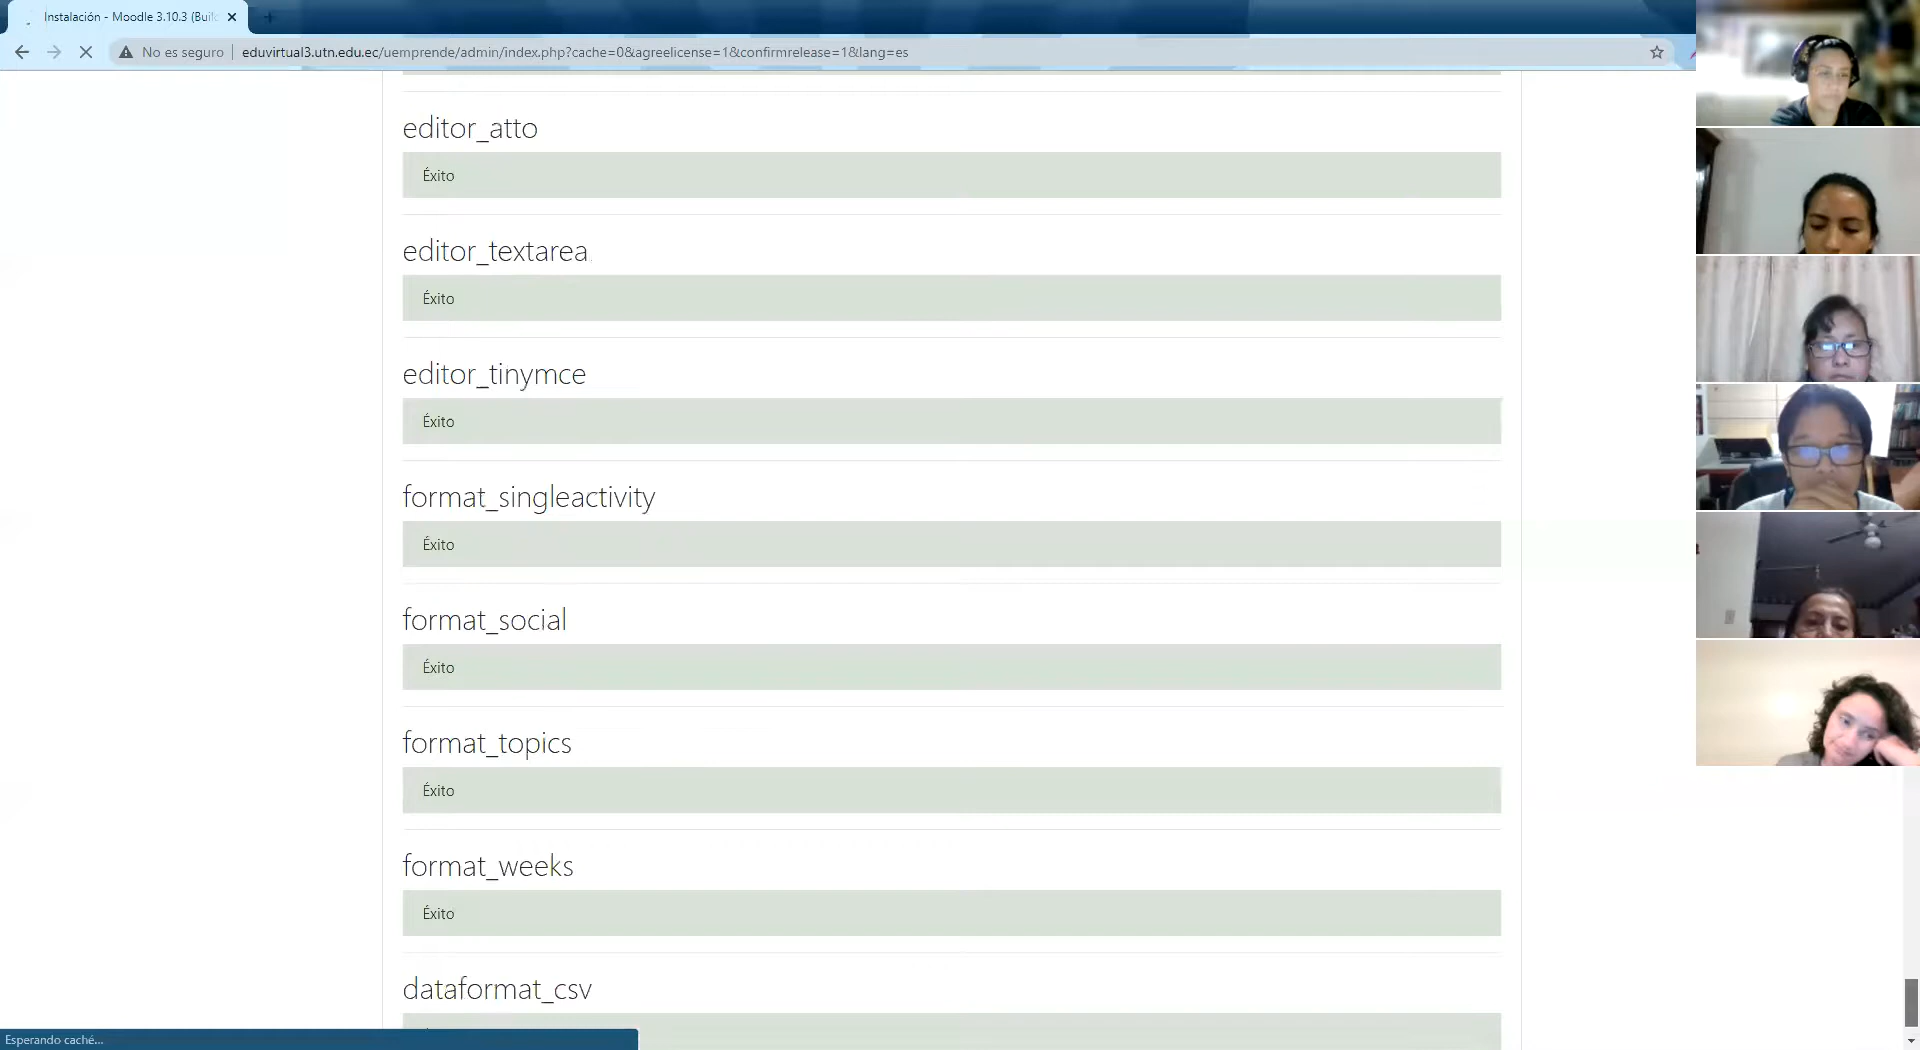 Instalación - Moodle 3.10.3 (Build
No es seguro
eduvirtual3.utn.edu.ec/uemprende/admin/index.php?cache=0&agreelicense=1&confirmrelease=1&lang=es
editor_atto
Éxito
editor_textarea
Éxito
editor_tinymce
Éxito
format_singleactivity
Éxito
format_social
Éxito
format_topics
Éxito
format_weeks
Éxito
dataformat_csv
Esperando caché...